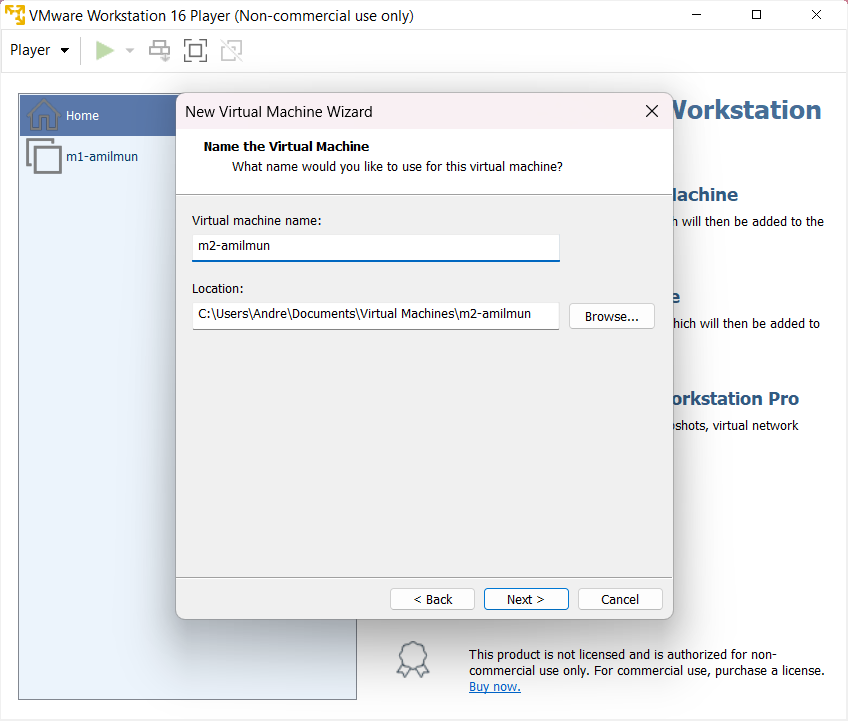 VMware Workstation 16 Player (Non-commercial use only)
Player
Home
m1-amilmun
New Virtual Machine Wizard
Name the Virtual Machine
What name would you like to use for this virtual machine?
Virtual machine name:
m2-amilmun
Location:
C:\Users\Andre\Documents\Virtual Machines\m2-amilmun
Browse...
< Back
Next >
Cancel
Workstation
will then be added to the
which will then be added to
Workstation Pro
virtual network
This product is not licensed and is authorized for non-
commercial use only. For commercial use, purchase a license.
Buy now.